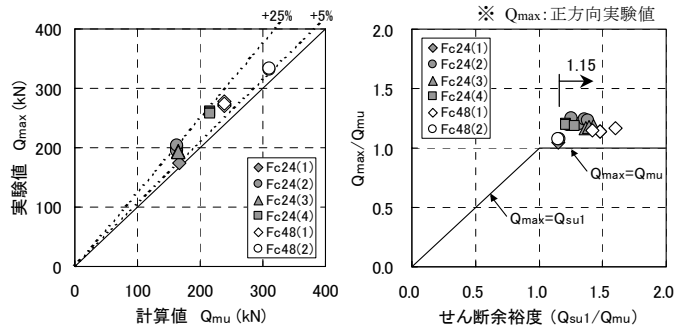 ※ Qmax:正方向実験値
+25%
+5%
400
300
200
100
0
実験値 Qmax (kN)
Fc24(1)
Fc24(2)
Fc24(3)
Fc24(4)
Fc48(1)
Fc48(2)
0 100 200 300 400
計算値 Qmu (kN)
2.0
1.5
1.0
0.5
0.0
Qmax/Qmu
Fc24(1)
Fc24(2)
Fc24(3)
Fc24(4)
Fc48(1)
Fc48(2)
1.15
Qmax=Qmu
Qmax=Qsu1
0.0 0.5 1.0 1.5 2.0
せん断余裕度 (Qsu1/Qmu)